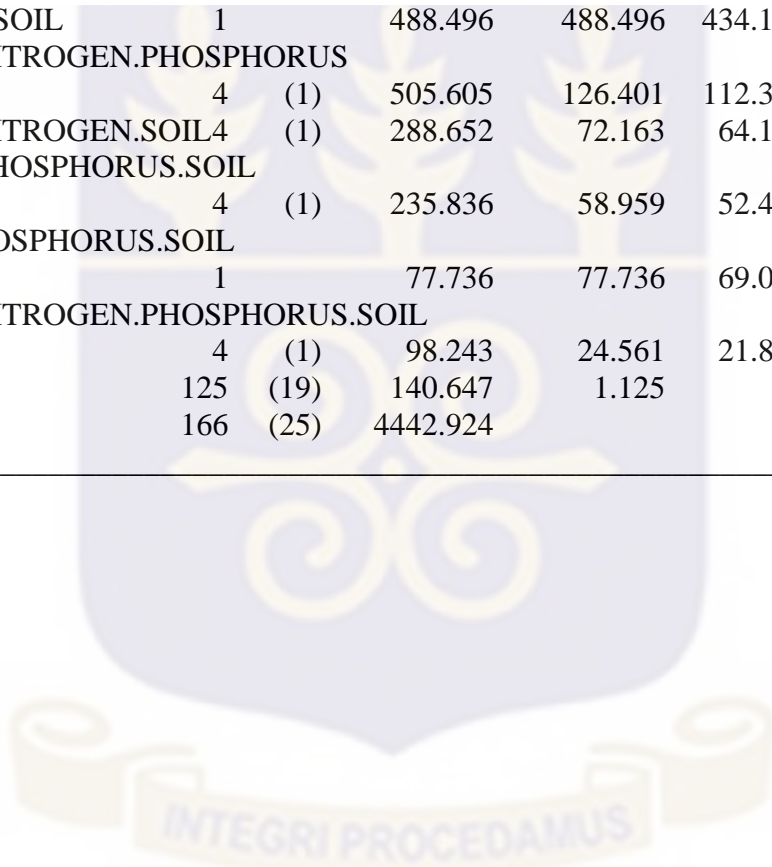 SOIL 1 488.496 488.496 434.1
ITROGEN.PHOSPHORUS
4 (1) 505.605 126.401 112.3
ITROGEN.SOIL4 (1) 288.652 72.163 64.1
HOSPHORUS.SOIL
4 (1) 235.836 58.959 52.4
OSPHORUS.SOIL
1 77.736 77.736 69.0
ITROGEN.PHOSPHORUS.SOIL
4 (1) 98.243 24.561 21.8
125 (19) 140.647 1.125
166 (25) 4442.924
INTEGRI PROCEDAMUS